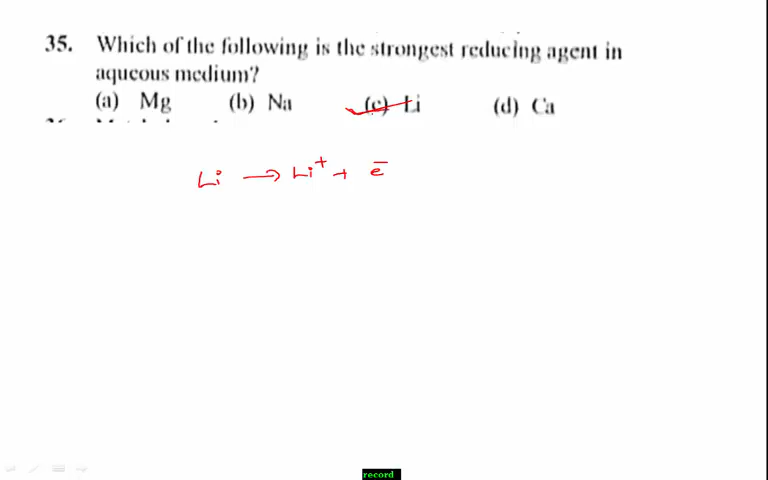 35. Which of the following is the strongest reducing agent in
aqueous medium?
(a) Mg (b) Na (c) Li (d) Ca
Li → Li⁺ + e̅
record